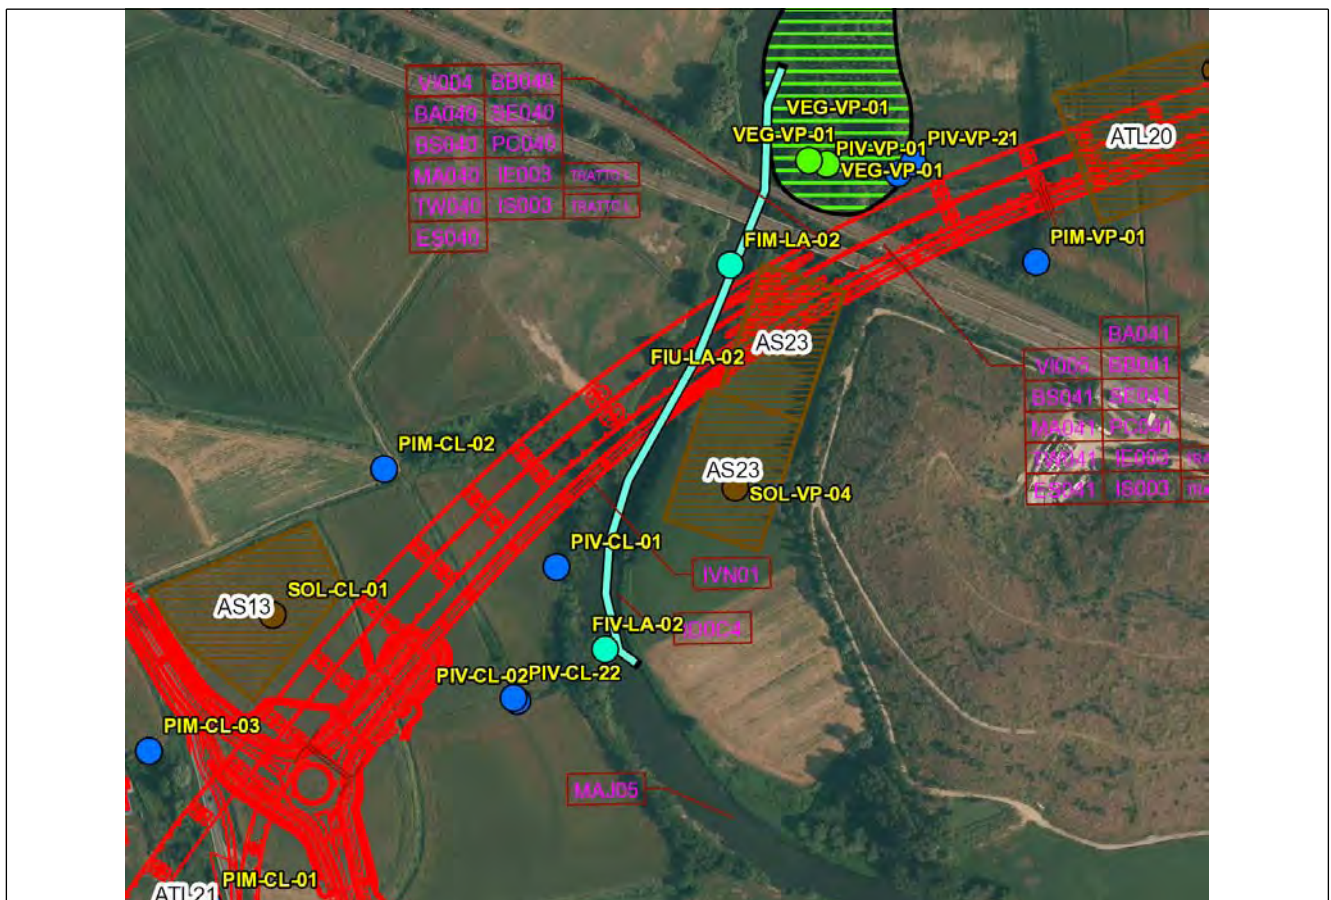 VI004 BB040
BA040 SE040
BS040 PC040
MA040 IE003 TRATTO L
TW040 IS003 TRATTO L
ES040
VEG-VP-01
VEG-VP-01
PIV-VP-01
PIV-VP-21
VEG-VP-01
ATL20
FIM-LA-02
PIM-VP-01
AS23
FIU-LA-02
BA041
VI005 BB041
BS041 SE041
MA041 PC041
IE003
ES041 IS003
PIM-CL-02
AS23
SOL-VP-04
PIV-CL-01
IVN01
SOL-CL-01
AS13
FIV-LA-02
PIV-CL-02
PIV-CL-22
PIM-CL-03
MAJ05
PIM-CL-01
ATL21